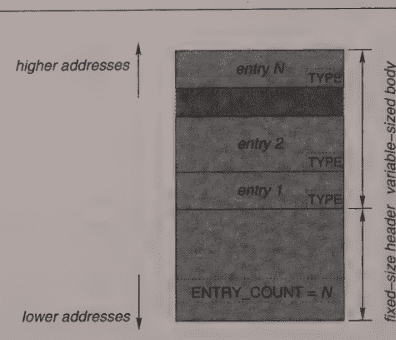 higher addresses
entry N
TYPE
entry 2
TYPE
entry 1
TYPE
ENTRY_COUNT = N
lower addresses
variable-sized body
fixed-size header